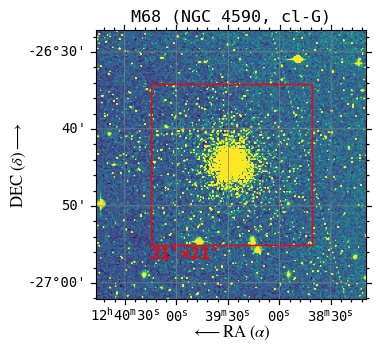 M68 (NGC 4590, cl-G)
-26°30'
40'
50'
-27°00'
DEC (δ) ⟶
21'×21'
12ʰ40ᵐ30ˢ 00ˢ 39ᵐ30ˢ 00ˢ 38ᵐ30ˢ
⟵ RA (α)